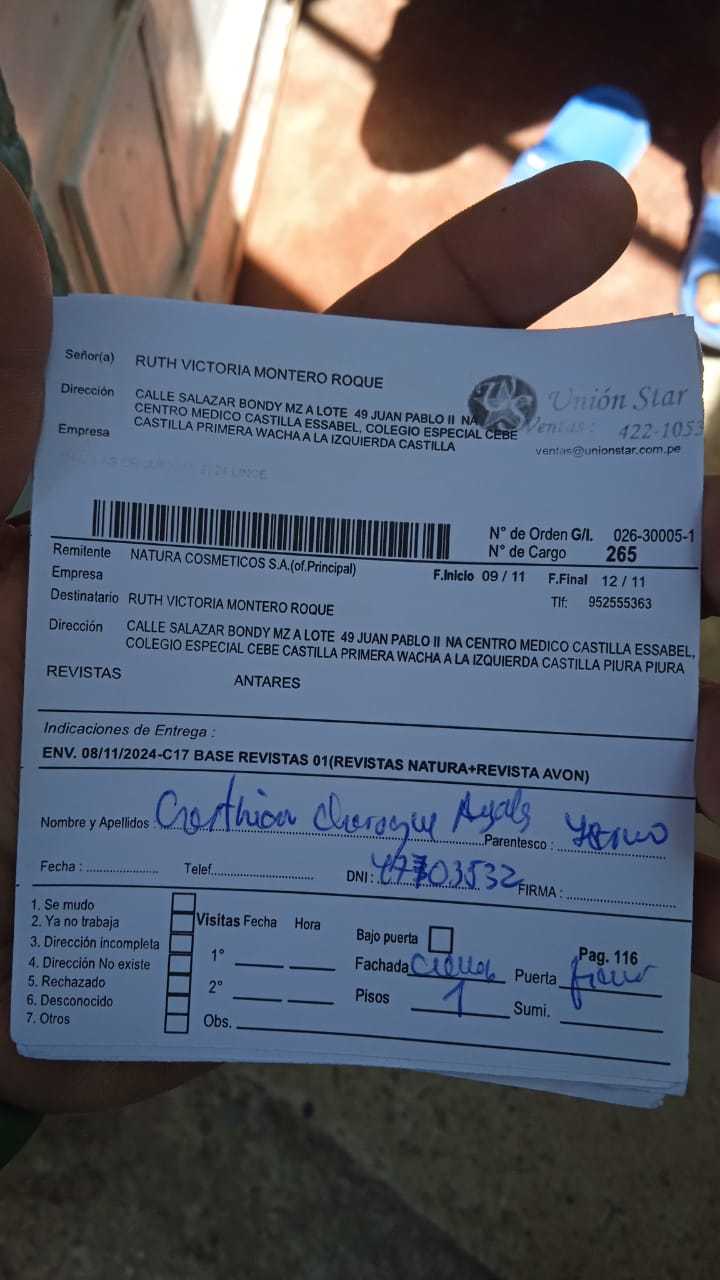 Señor(a) RUTH VICTORIA MONTERO ROQUE
Unión Star
Dirección CALLE SALAZAR BONDY MZ A LOTE 49 JUAN PABLO II NA
CENTRO MEDICO CASTILLA ESSABEL, COLEGIO ESPECIAL CEBE
Ventas: 422-1053
Empresa CASTILLA PRIMERA WACHA A LA IZQUIERDA CASTILLA
ventas@unionstar.com.pe
LINCE
N° de Orden G/I. 026-30005-1
N° de Cargo 265
Remitente NATURA COSMETICOS S.A.(of.Principal)
Empresa F.Inicio 09 / 11 F.Final 12 / 11
Destinatario RUTH VICTORIA MONTERO ROQUE Tlf: 952555363
Dirección CALLE SALAZAR BONDY MZ A LOTE 49 JUAN PABLO II NA CENTRO MEDICO CASTILLA ESSABEL,
COLEGIO ESPECIAL CEBE CASTILLA PRIMERA WACHA A LA IZQUIERDA CASTILLA PIURA PIURA
REVISTAS ANTARES
Indicaciones de Entrega :
ENV. 08/11/2024-C17 BASE REVISTAS 01(REVISTAS NATURA+REVISTA AVON)
Nombre y Apellidos : Parentesco : Yerno
Fecha : Telef. DNI : 47703532 FIRMA :
1. Se mudo
2. Ya no trabaja
3. Dirección incompleta
4. Dirección No existe
5. Rechazado
6. Desconocido
7. Otros
Visitas Fecha Hora
1°
2°
Obs.
Bajo puerta Pag. 116
Fachada crema Puerta fierro
Pisos 1 Sumi.